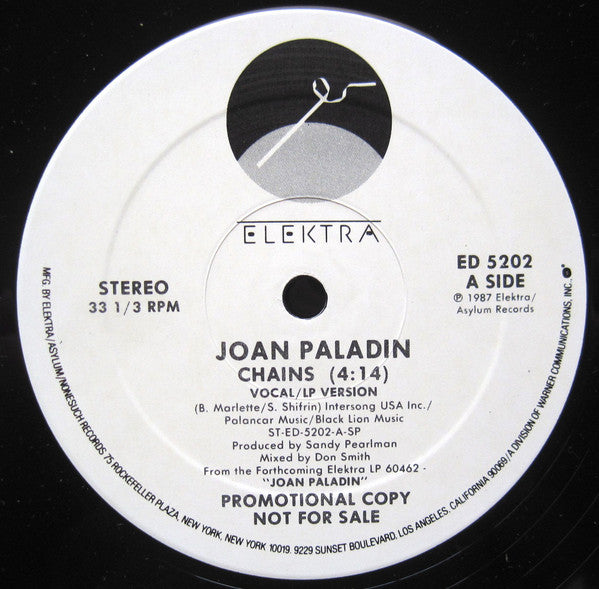 ELEKTRA
STEREO
33 1/3 RPM
ED 5202
A SIDE
℗ 1987 Elektra/
Asylum Records
JOAN PALADIN
CHAINS (4:14)
VOCAL/LP VERSION
(B. Marlette/S. Shifrin) Intersong USA Inc./
Palancar Music/Black Lion Music
ST-ED-5202-A-SP
Produced by Sandy Pearlman
Mixed by Don Smith
From the Forthcoming Elektra LP 60462 -
"JOAN PALADIN"
PROMOTIONAL COPY
NOT FOR SALE
MFG. BY ELEKTRA/ASYLUM/NONESUCH RECORDS 75 ROCKEFELLER PLAZA, NEW YORK, NEW YORK 10019. 9229 SUNSET BOULEVARD, LOS ANGELES, CALIFORNIA 90069/A DIVISION OF WARNER COMMUNICATIONS, INC.